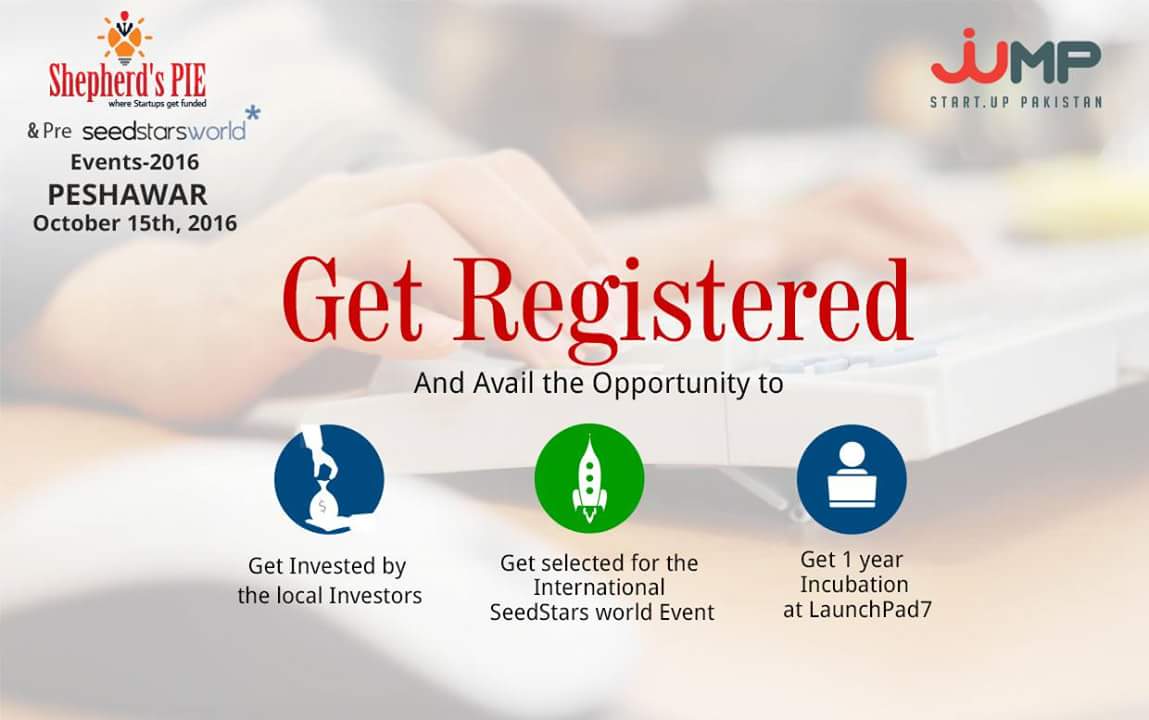 Shepherd's PIE
where Startups get funded
& Pre seedstarsworld*
Events-2016
PESHAWAR
October 15th, 2016
JUMP
START.UP PAKISTAN
Get Registered
And Avail the Opportunity to
$
Get Invested by
the local Investors
Get selected for the
International
SeedStars world Event
Get 1 year
Incubation
at LaunchPad7